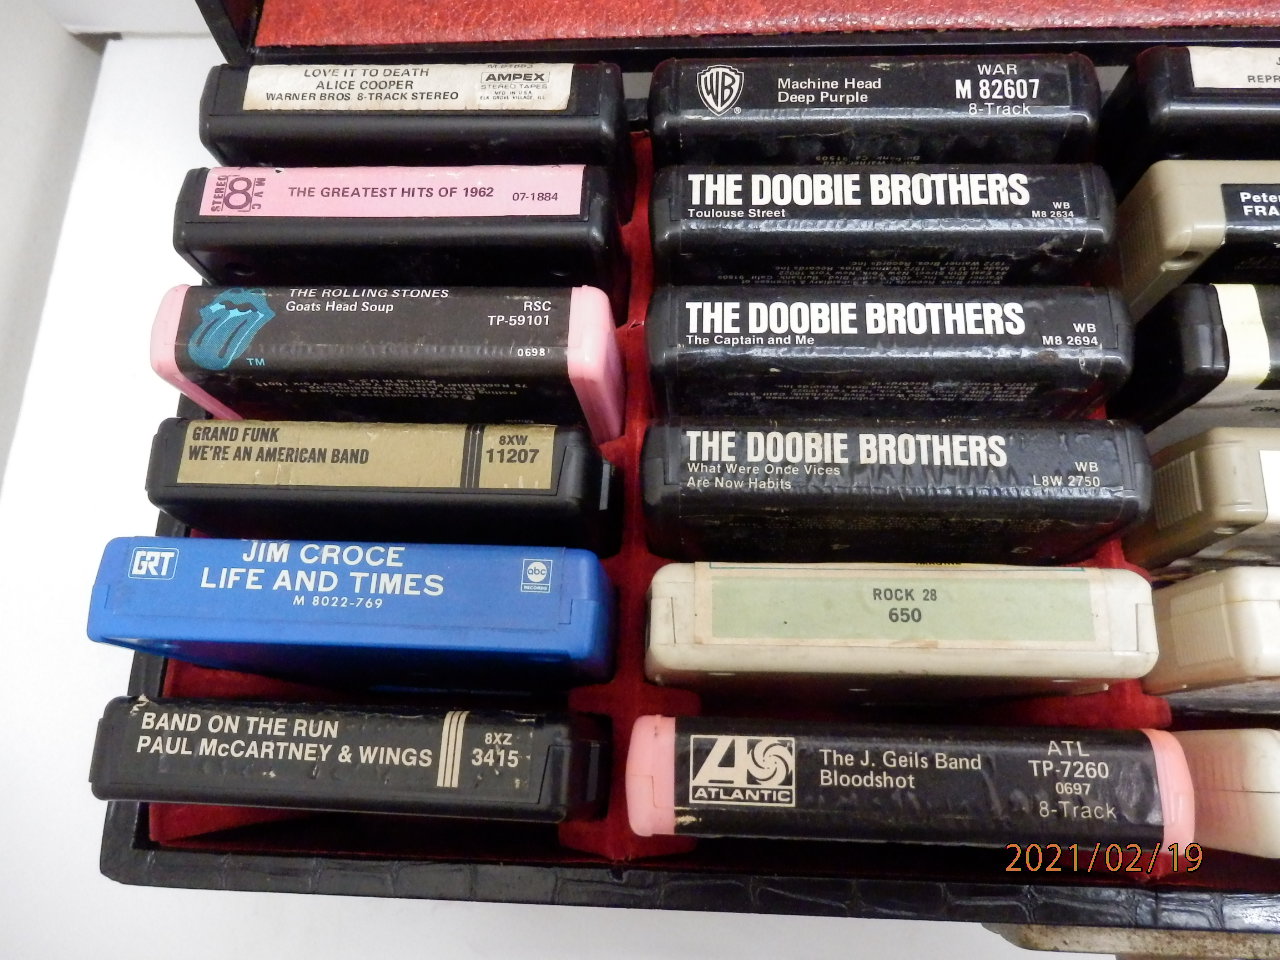 LOVE IT TO DEATH
ALICE COOPER
WARNER BROS 8-TRACK STEREO
AMPEX
STEREO TAPES
STEREO
8
MVC
THE GREATEST HITS OF 1962
07-1884
THE ROLLING STONES
Goats Head Soup
RSC
TP-59101
0698
TM
GRAND FUNK
WE'RE AN AMERICAN BAND
8XW
11207
GRT
JIM CROCE
LIFE AND TIMES
M 8022-769
abc
RECORDS
BAND ON THE RUN
PAUL McCARTNEY & WINGS
8XZ
3415
WB
Machine Head
Deep Purple
WAR
M 82607
8-Track
THE DOOBIE BROTHERS
Toulouse Street
WB
M8 2634
THE DOOBIE BROTHERS
The Captain and Me
WB
M8 2694
THE DOOBIE BROTHERS
What Were Once Vices
Are Now Habits
WB
L8W 2750
ROCK 28
650
ATLANTIC
The J. Geils Band
Bloodshot
ATL
TP-7260
0697
8-Track
REPR
Peter
FRA
2021/02/19